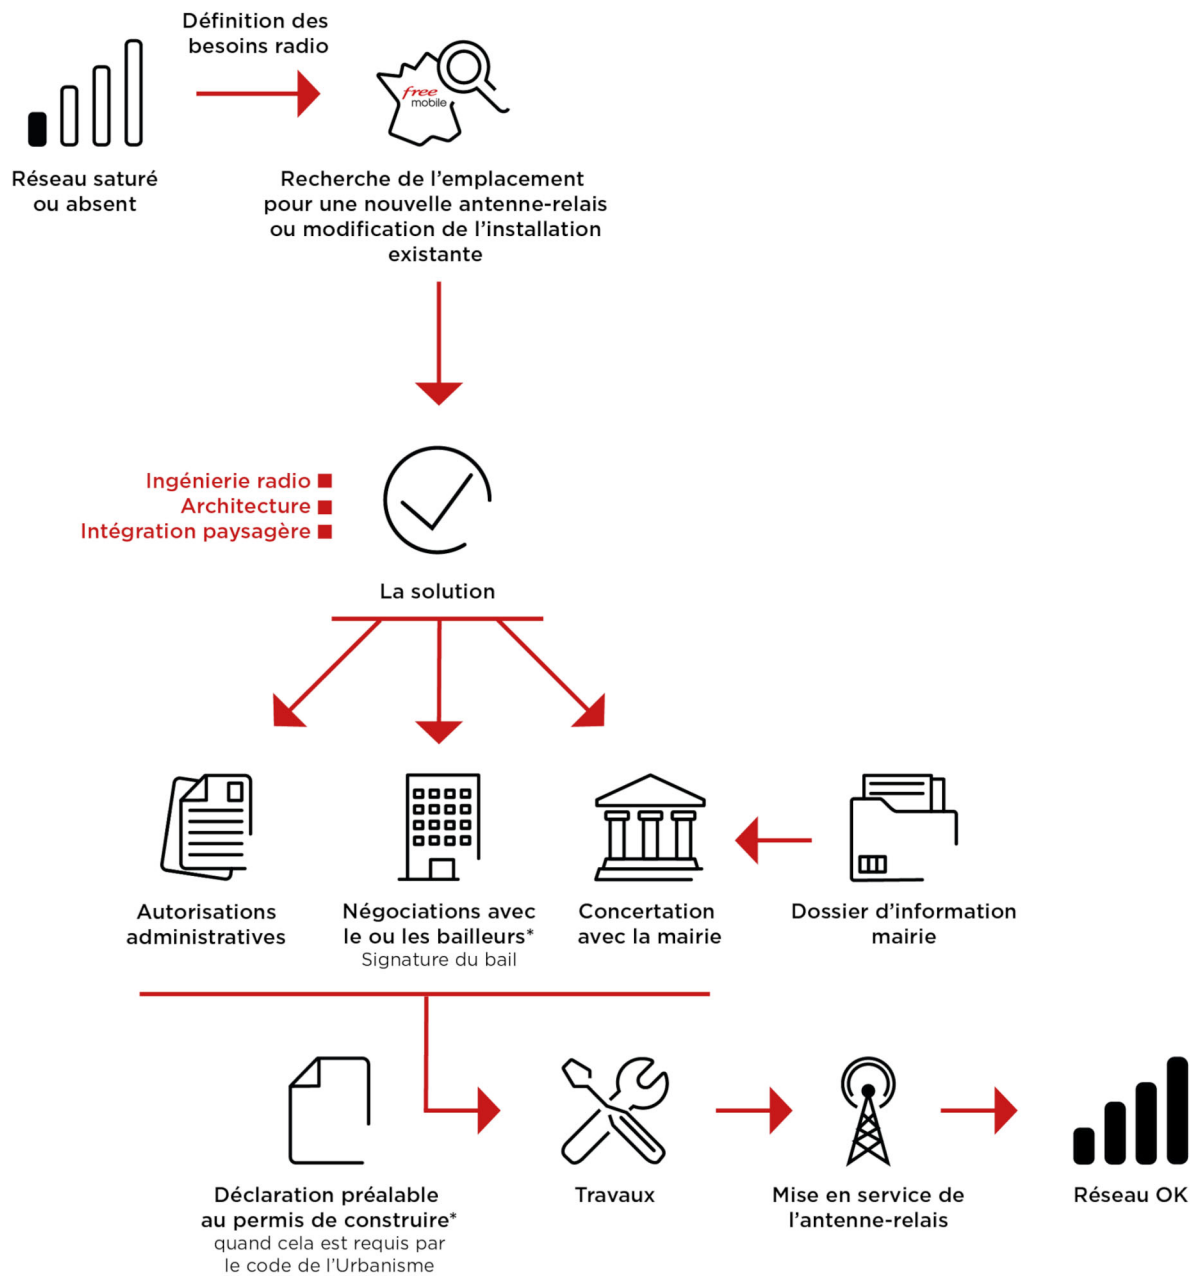 Définition des
besoins radio
free
mobile
Réseau saturé
ou absent
Recherche de l’emplacement
pour une nouvelle antenne-relais
ou modification de l’installation
existante
Ingénierie radio
Architecture
Intégration paysagère
La solution
Autorisations
administratives
Négociations avec
le ou les bailleurs*
Signature du bail
Concertation
avec la mairie
Dossier d’information
mairie
Déclaration préalable
au permis de construire*
quand cela est requis par
le code de l’Urbanisme
Travaux
Mise en service de
l’antenne-relais
Réseau OK